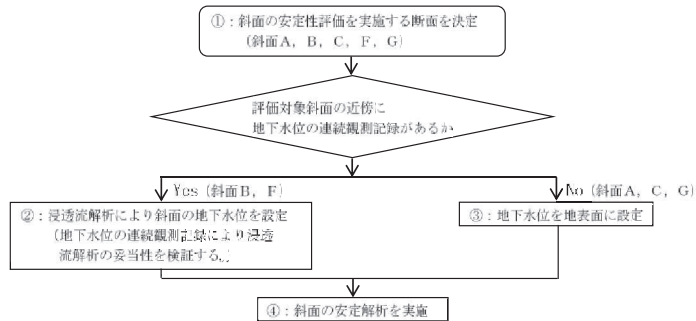 ①：斜面の安定性評価を実施する断面を決定
（斜面A，B，C，F，G）
評価対象斜面の近傍に
地下水位の連続観測記録があるか
Yes（斜面B，F）
No（斜面A，C，G）
②：浸透流解析により斜面の地下水位を設定
（地下水位の連続観測記録により浸透
流解析の妥当性を検証する。）
③：地下水位を地表面に設定
④：斜面の安定解析を実施